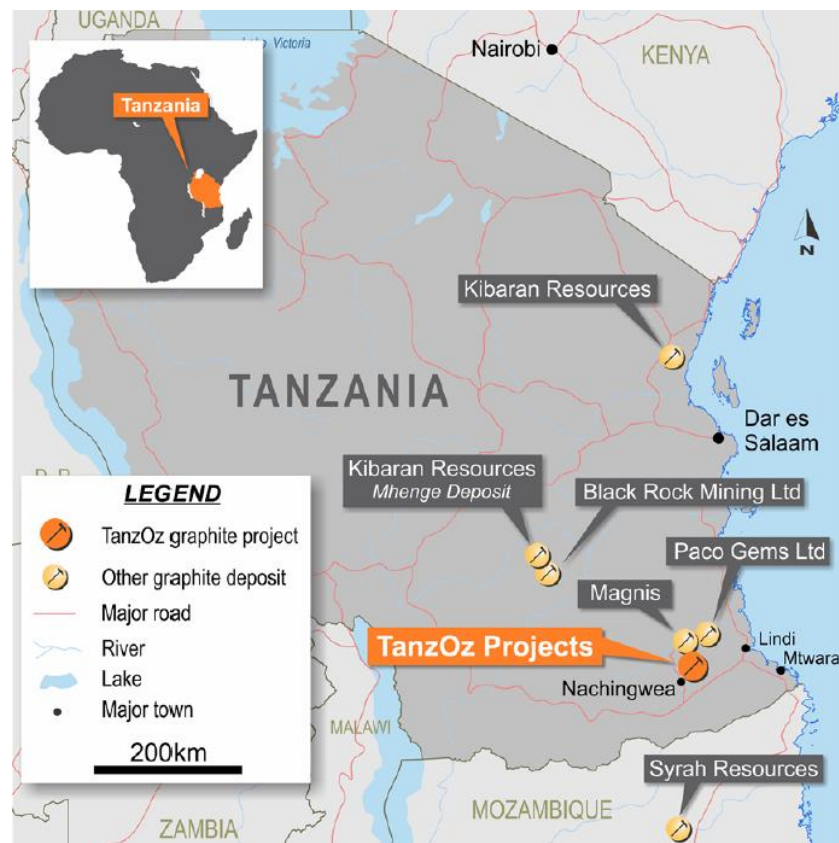 UGANDA
Lake Victoria
Nairobi
KENYA
Tanzania
N
Kibaran Resources
TANZANIA
Dar es
Salaam
Kibaran Resources
Mhenge Deposit
Black Rock Mining Ltd
Paco Gems Ltd
Magnis
TanzOz Projects
Lindi
Mtwara
Nachingwea
LEGEND
TanzOz graphite project
Other graphite deposit
Major road
River
Lake
Major town
200km
MALAWI
Syrah Resources
MOZAMBIQUE
ZAMBIA